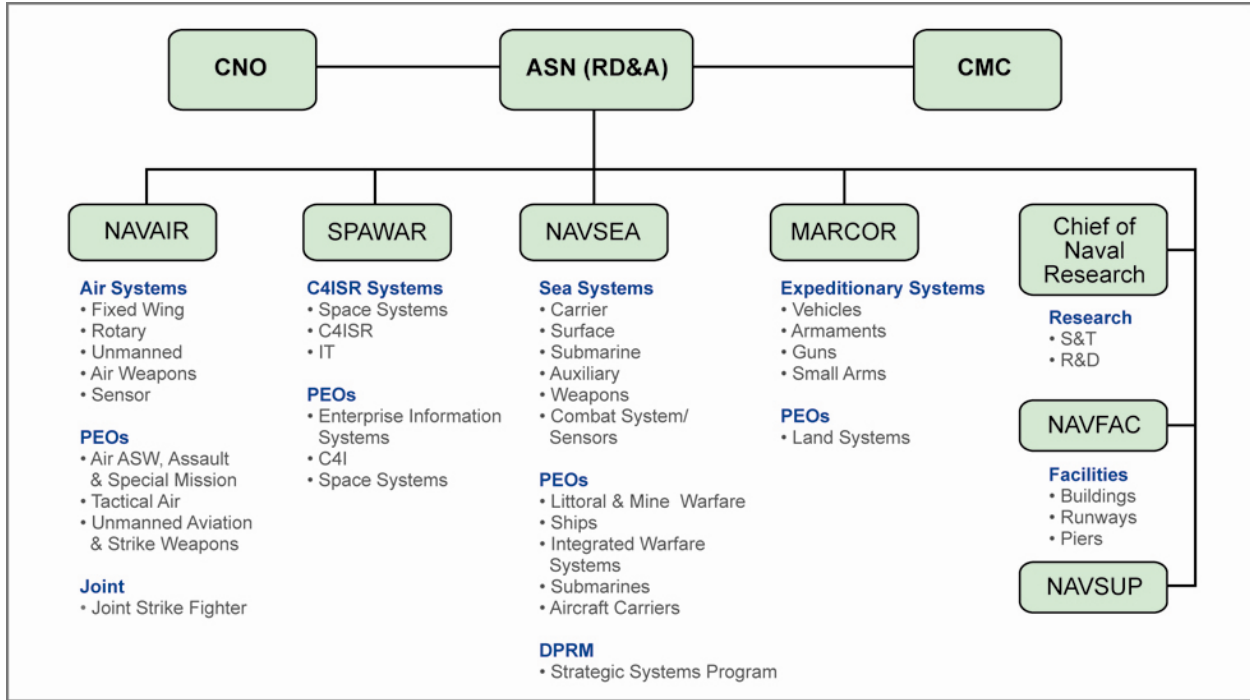 CNO
ASN (RD&A)
CMC
NAVAIR
Air Systems
• Fixed Wing
• Rotary
• Unmanned
• Air Weapons
• Sensor
PEOs
• Air ASW, Assault
& Special Mission
• Tactical Air
• Unmanned Aviation
& Strike Weapons
Joint
• Joint Strike Fighter
SPAWAR
C4ISR Systems
• Space Systems
• C4ISR
• IT
PEOs
• Enterprise Information
Systems
• C4I
• Space Systems
NAVSEA
Sea Systems
• Carrier
• Surface
• Submarine
• Auxiliary
• Weapons
• Combat System/
Sensors
PEOs
• Littoral & Mine Warfare
• Ships
• Integrated Warfare
Systems
• Submarines
• Aircraft Carriers
DPRM
• Strategic Systems Program
MARCOR
Expeditionary Systems
• Vehicles
• Armaments
• Guns
• Small Arms
PEOs
• Land Systems
Chief of
Naval
Research
Research
• S&T
• R&D
NAVFAC
Facilities
• Buildings
• Runways
• Piers
NAVSUP